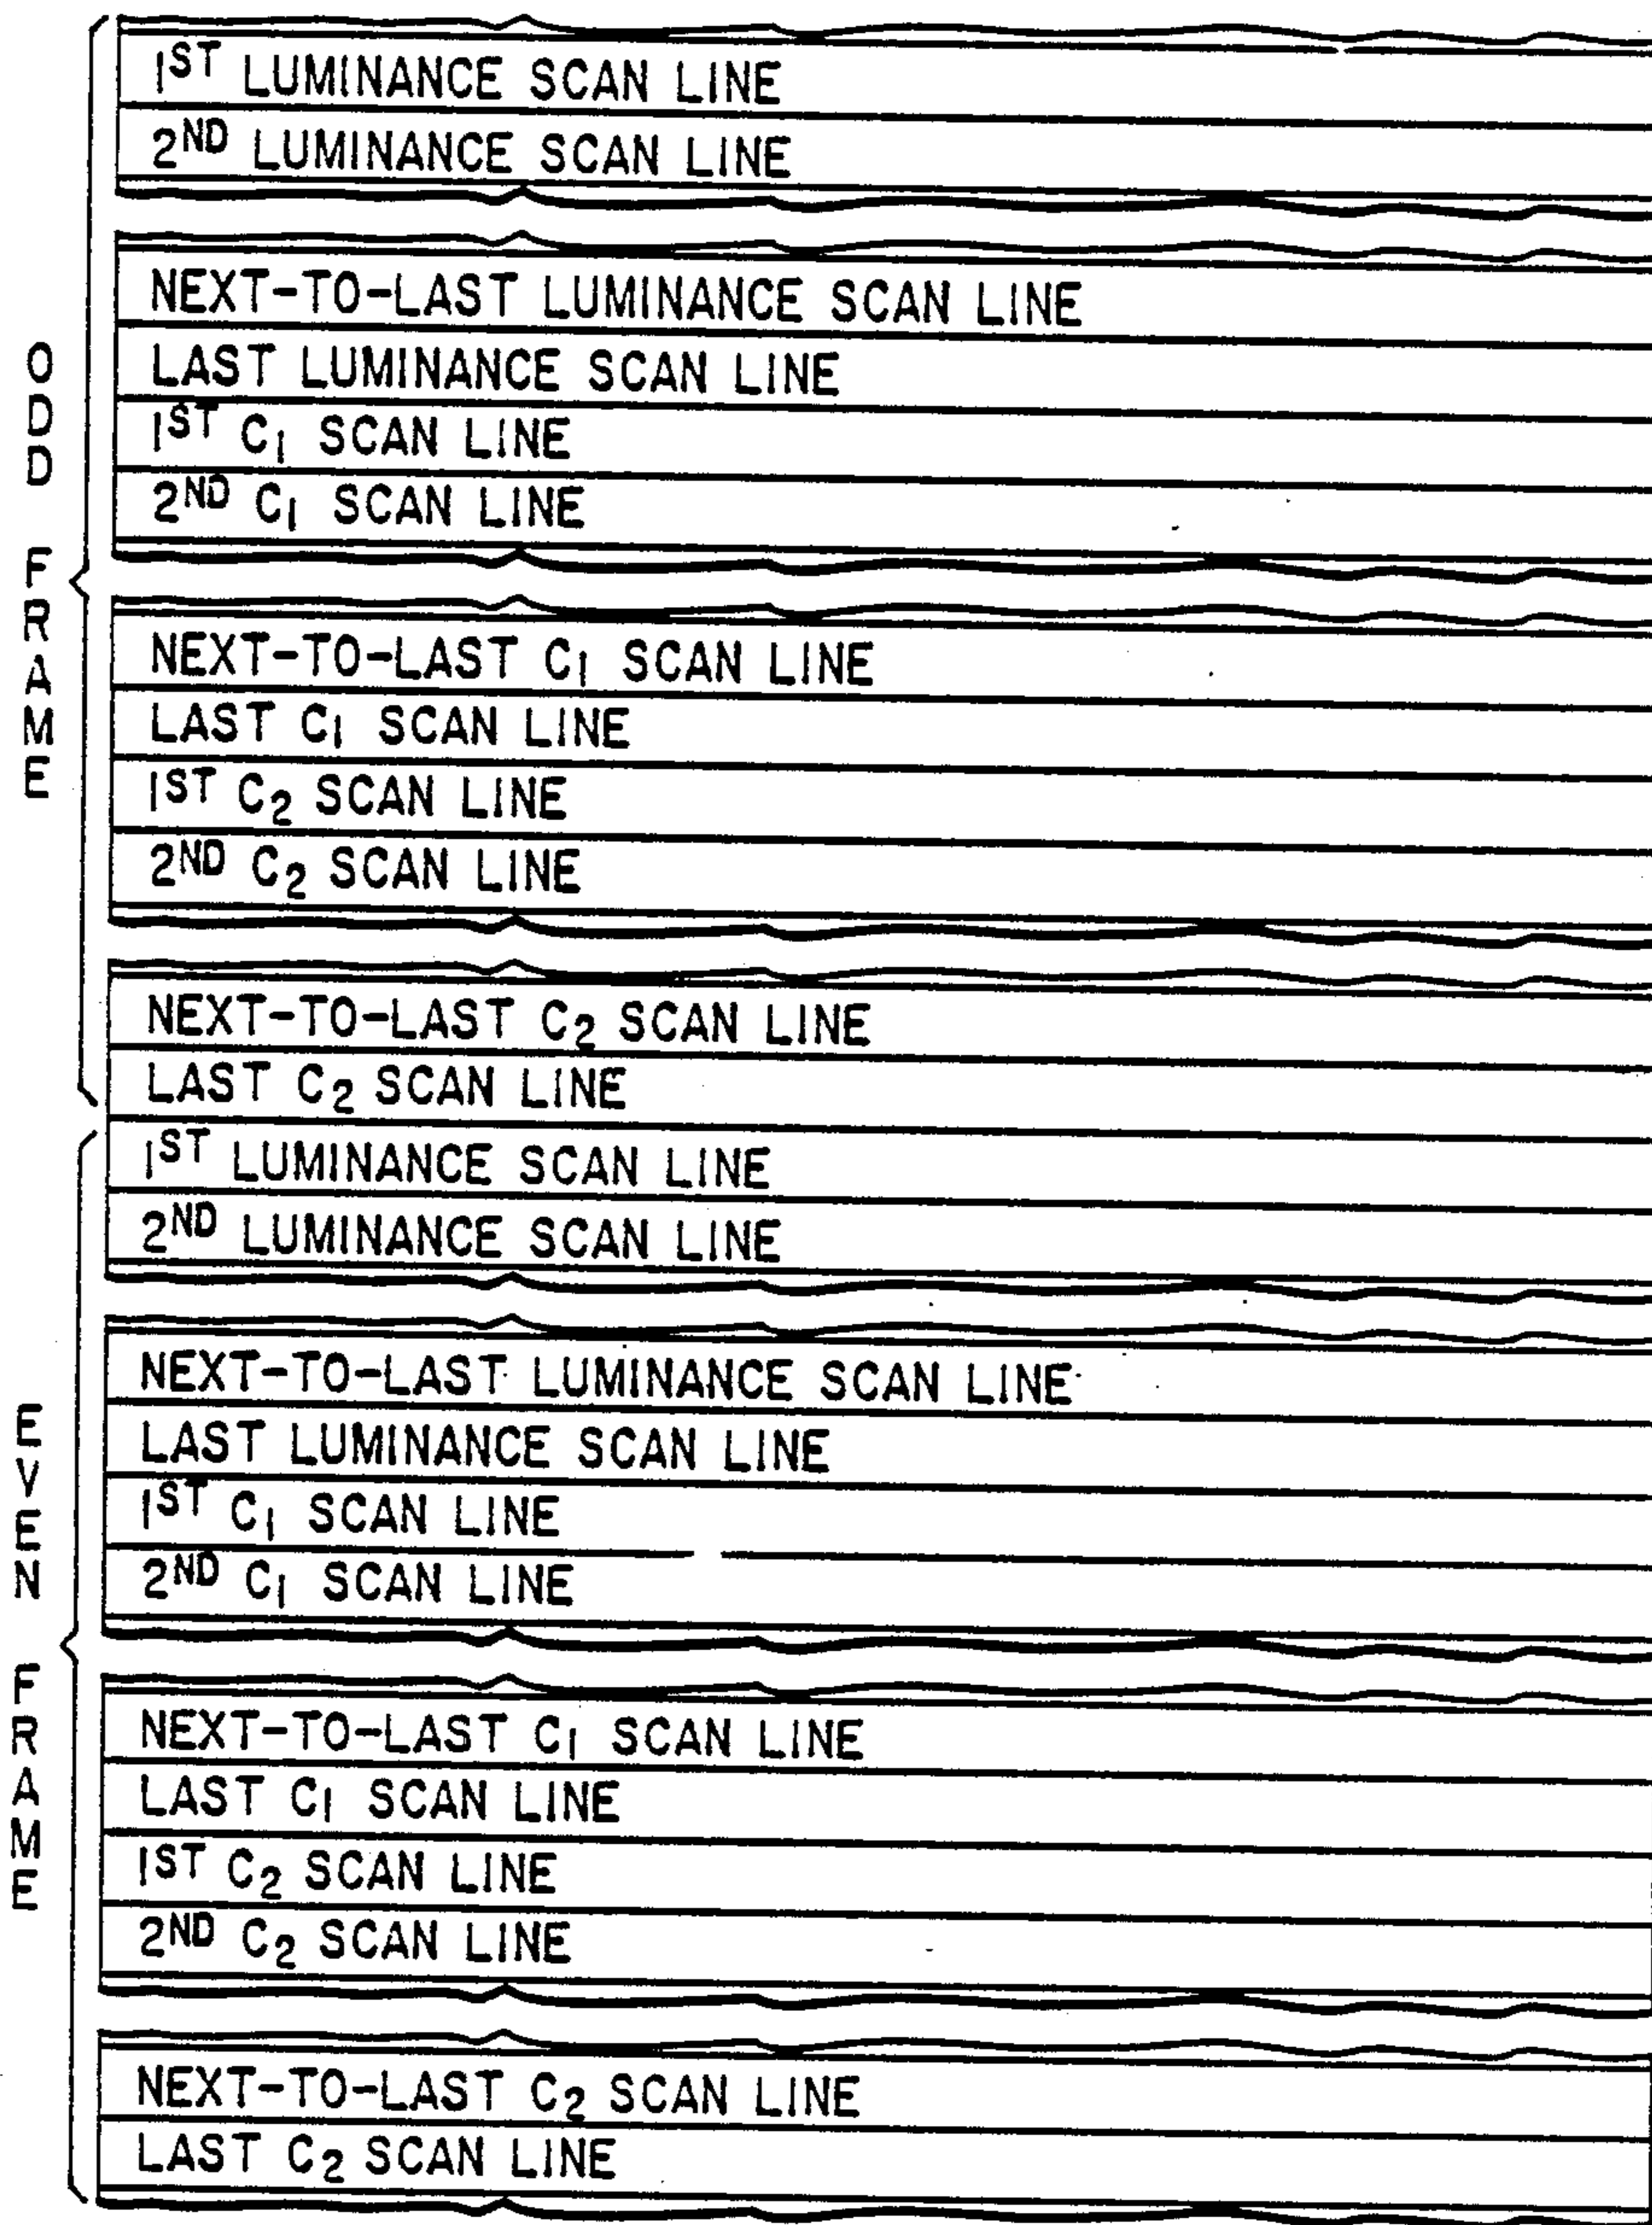 ODD FRAME
1ST LUMINANCE SCAN LINE
2ND LUMINANCE SCAN LINE
NEXT-TO-LAST LUMINANCE SCAN LINE
LAST LUMINANCE SCAN LINE
1ST C1 SCAN LINE
2ND C1 SCAN LINE
NEXT-TO-LAST C1 SCAN LINE
LAST C1 SCAN LINE
1ST C2 SCAN LINE
2ND C2 SCAN LINE
NEXT-TO-LAST C2 SCAN LINE
LAST C2 SCAN LINE
EVEN FRAME
1ST LUMINANCE SCAN LINE
2ND LUMINANCE SCAN LINE
NEXT-TO-LAST LUMINANCE SCAN LINE
LAST LUMINANCE SCAN LINE
1ST C1 SCAN LINE
2ND C1 SCAN LINE
NEXT-TO-LAST C1 SCAN LINE
LAST C1 SCAN LINE
1ST C2 SCAN LINE
2ND C2 SCAN LINE
NEXT-TO-LAST C2 SCAN LINE
LAST C2 SCAN LINE